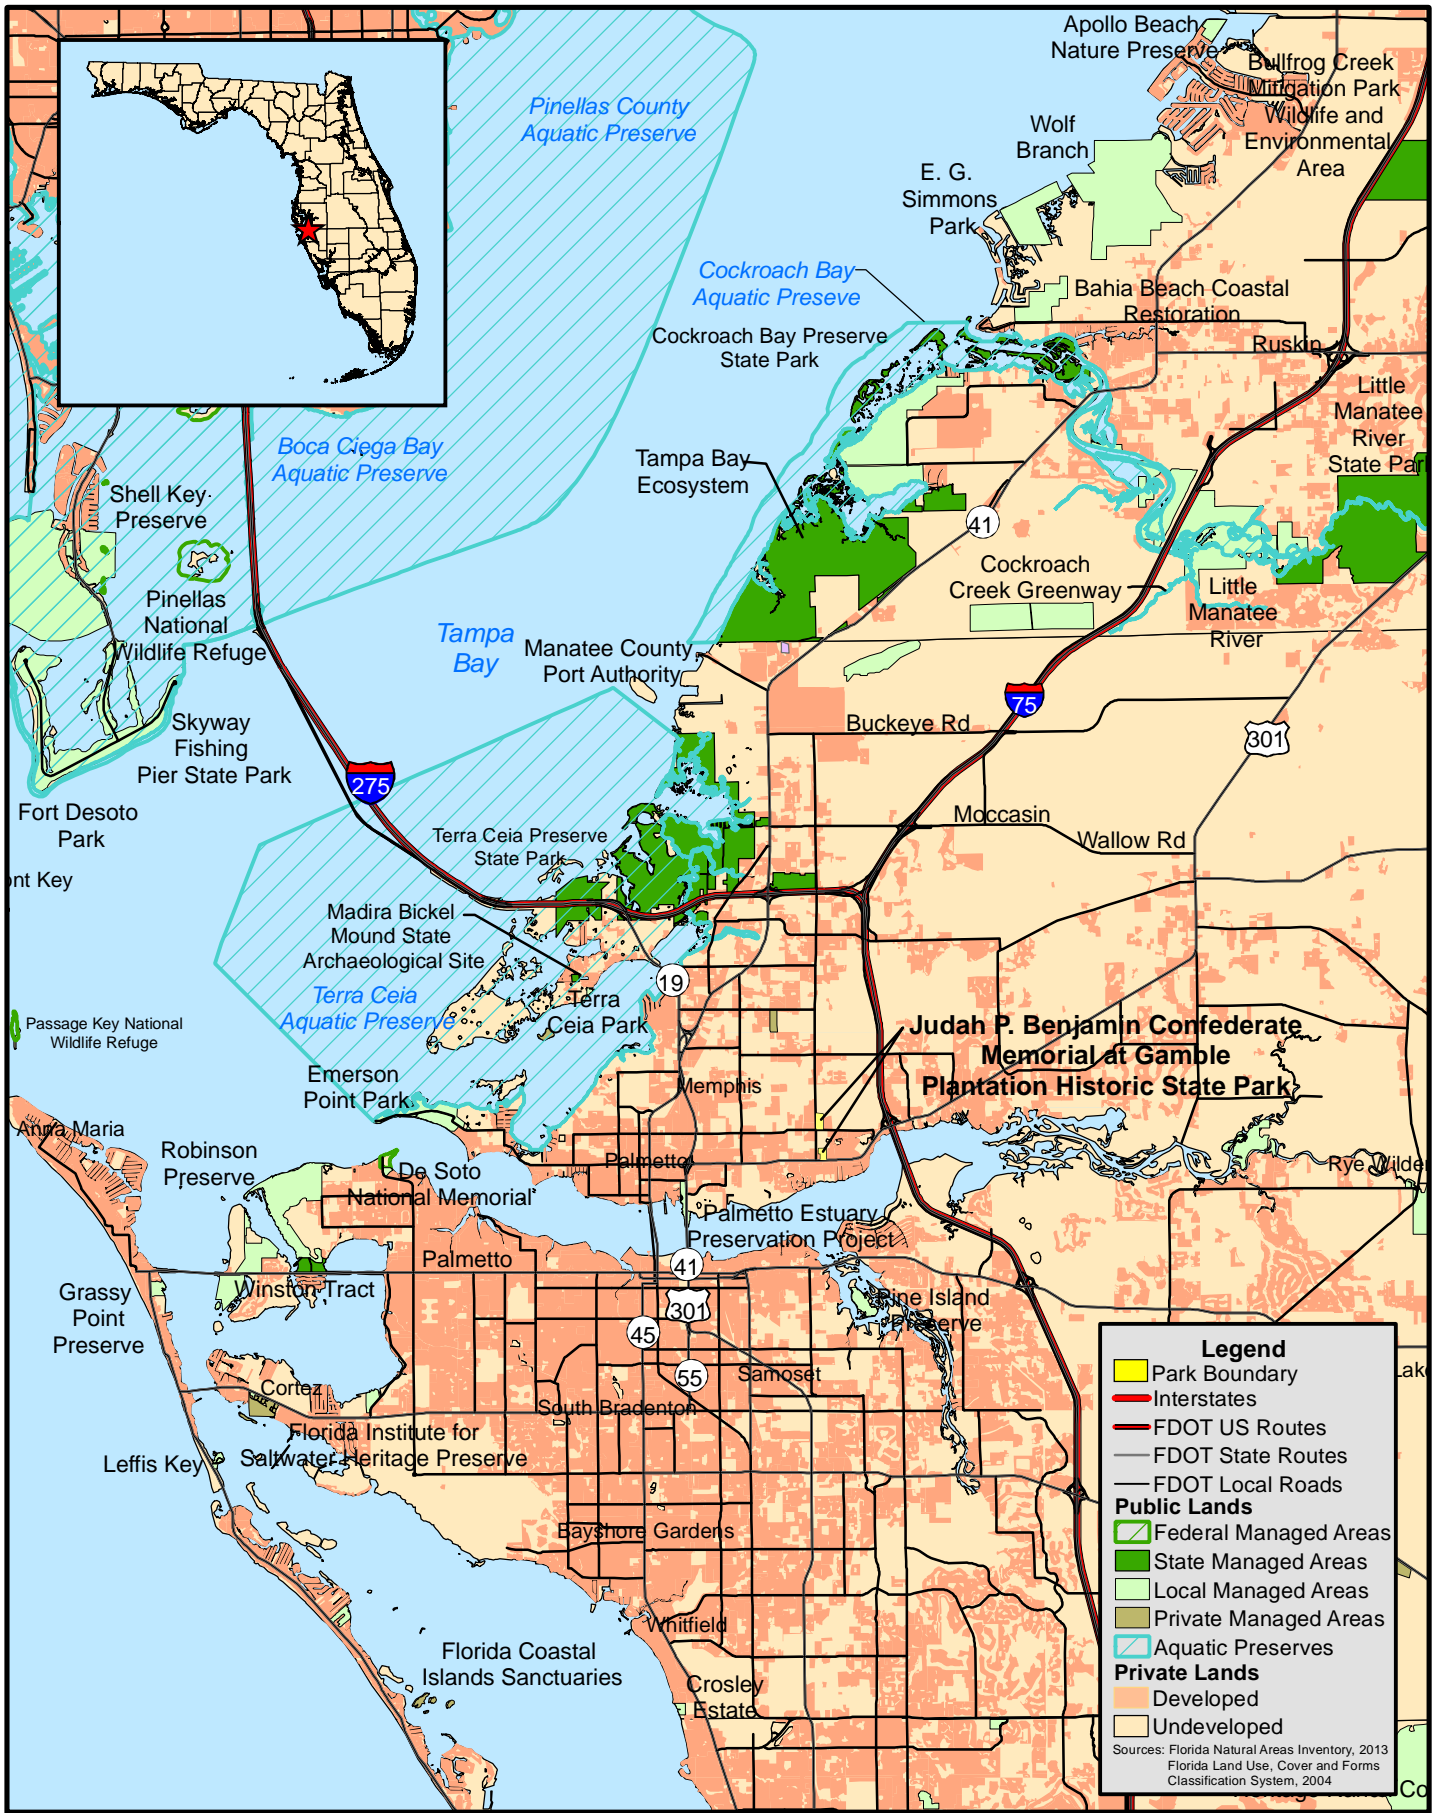 Apollo Beach
Nature Preserve
Bullfrog Creek
Mitigation Park
Wildlife and
Environmental
Area
Pinellas County
Aquatic Preserve
Wolf
Branch
E. G.
Simmons
Park
Cockroach Bay
Aquatic Preseve
Bahia Beach Coastal
Restoration
Cockroach Bay Preserve
State Park
Ruskin
Little
Manatee
River
State Par
Boca Ciega Bay
Aquatic Preserve
Tampa Bay
Ecosystem
Shell Key
Preserve
41
Cockroach
Creek Greenway
Little
Manatee
River
Pinellas
National
Wildlife Refuge
Tampa
Bay
Manatee County
Port Authority
75
Buckeye Rd
301
Skyway
Fishing
Pier State Park
275
Fort Desoto
Park
Moccasin
Wallow Rd
Terra Ceia Preserve
State Park
ont Key
Madira Bickel
Mound State
Archaeological Site
19
Terra Ceia
Aquatic Preserve
Terra
Ceia Park
Passage Key National
Wildlife Refuge
Judah P. Benjamin Confederate
Memorial at Gamble
Plantation Historic State Park
Emerson
Point Park
Memphis
Anna Maria
Robinson
Preserve
De Soto
National Memorial
Palmetto
Rye Wilder
Palmetto Estuary
Preservation Project
Palmetto
41
Grassy
Point
Preserve
Winston Tract
301
Pine Island
Preserve
45
55
Samoset
Cortez
South Bradenton
Florida Institute for
Saltwater Heritage Preserve
Leffis Key
Bayshore Gardens
Whitfield
Florida Coastal
Islands Sanctuaries
Crosley
Estate
Lake
Legend
Park Boundary
Interstates
FDOT US Routes
FDOT State Routes
FDOT Local Roads
Public Lands
Federal Managed Areas
State Managed Areas
Local Managed Areas
Private Managed Areas
Aquatic Preserves
Private Lands
Developed
Undeveloped
Sources: Florida Natural Areas Inventory, 2013
Florida Land Use, Cover and Forms
Classification System, 2004
Co